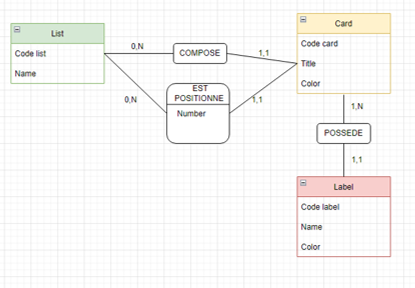 List
Code list
Name
0,N
COMPOSE
1,1
0,N
EST
POSITIONNE
Number
1,1
Card
Code card
Title
Color
1,N
POSSEDE
1,1
Label
Code label
Name
Color